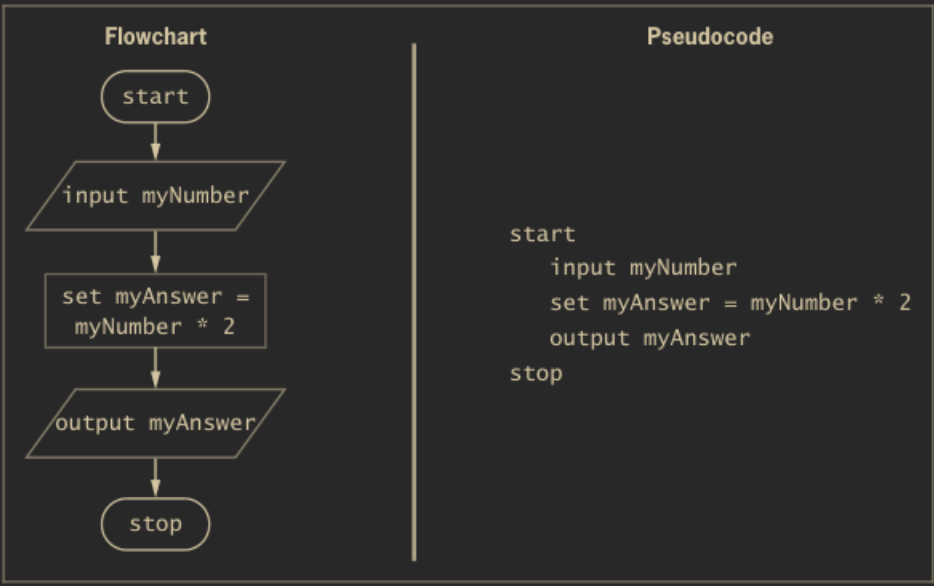 Flowchart
start
input myNumber
set myAnswer =
myNumber * 2
output myAnswer
stop
Pseudocode
start
input myNumber
set myAnswer = myNumber * 2
output myAnswer
stop